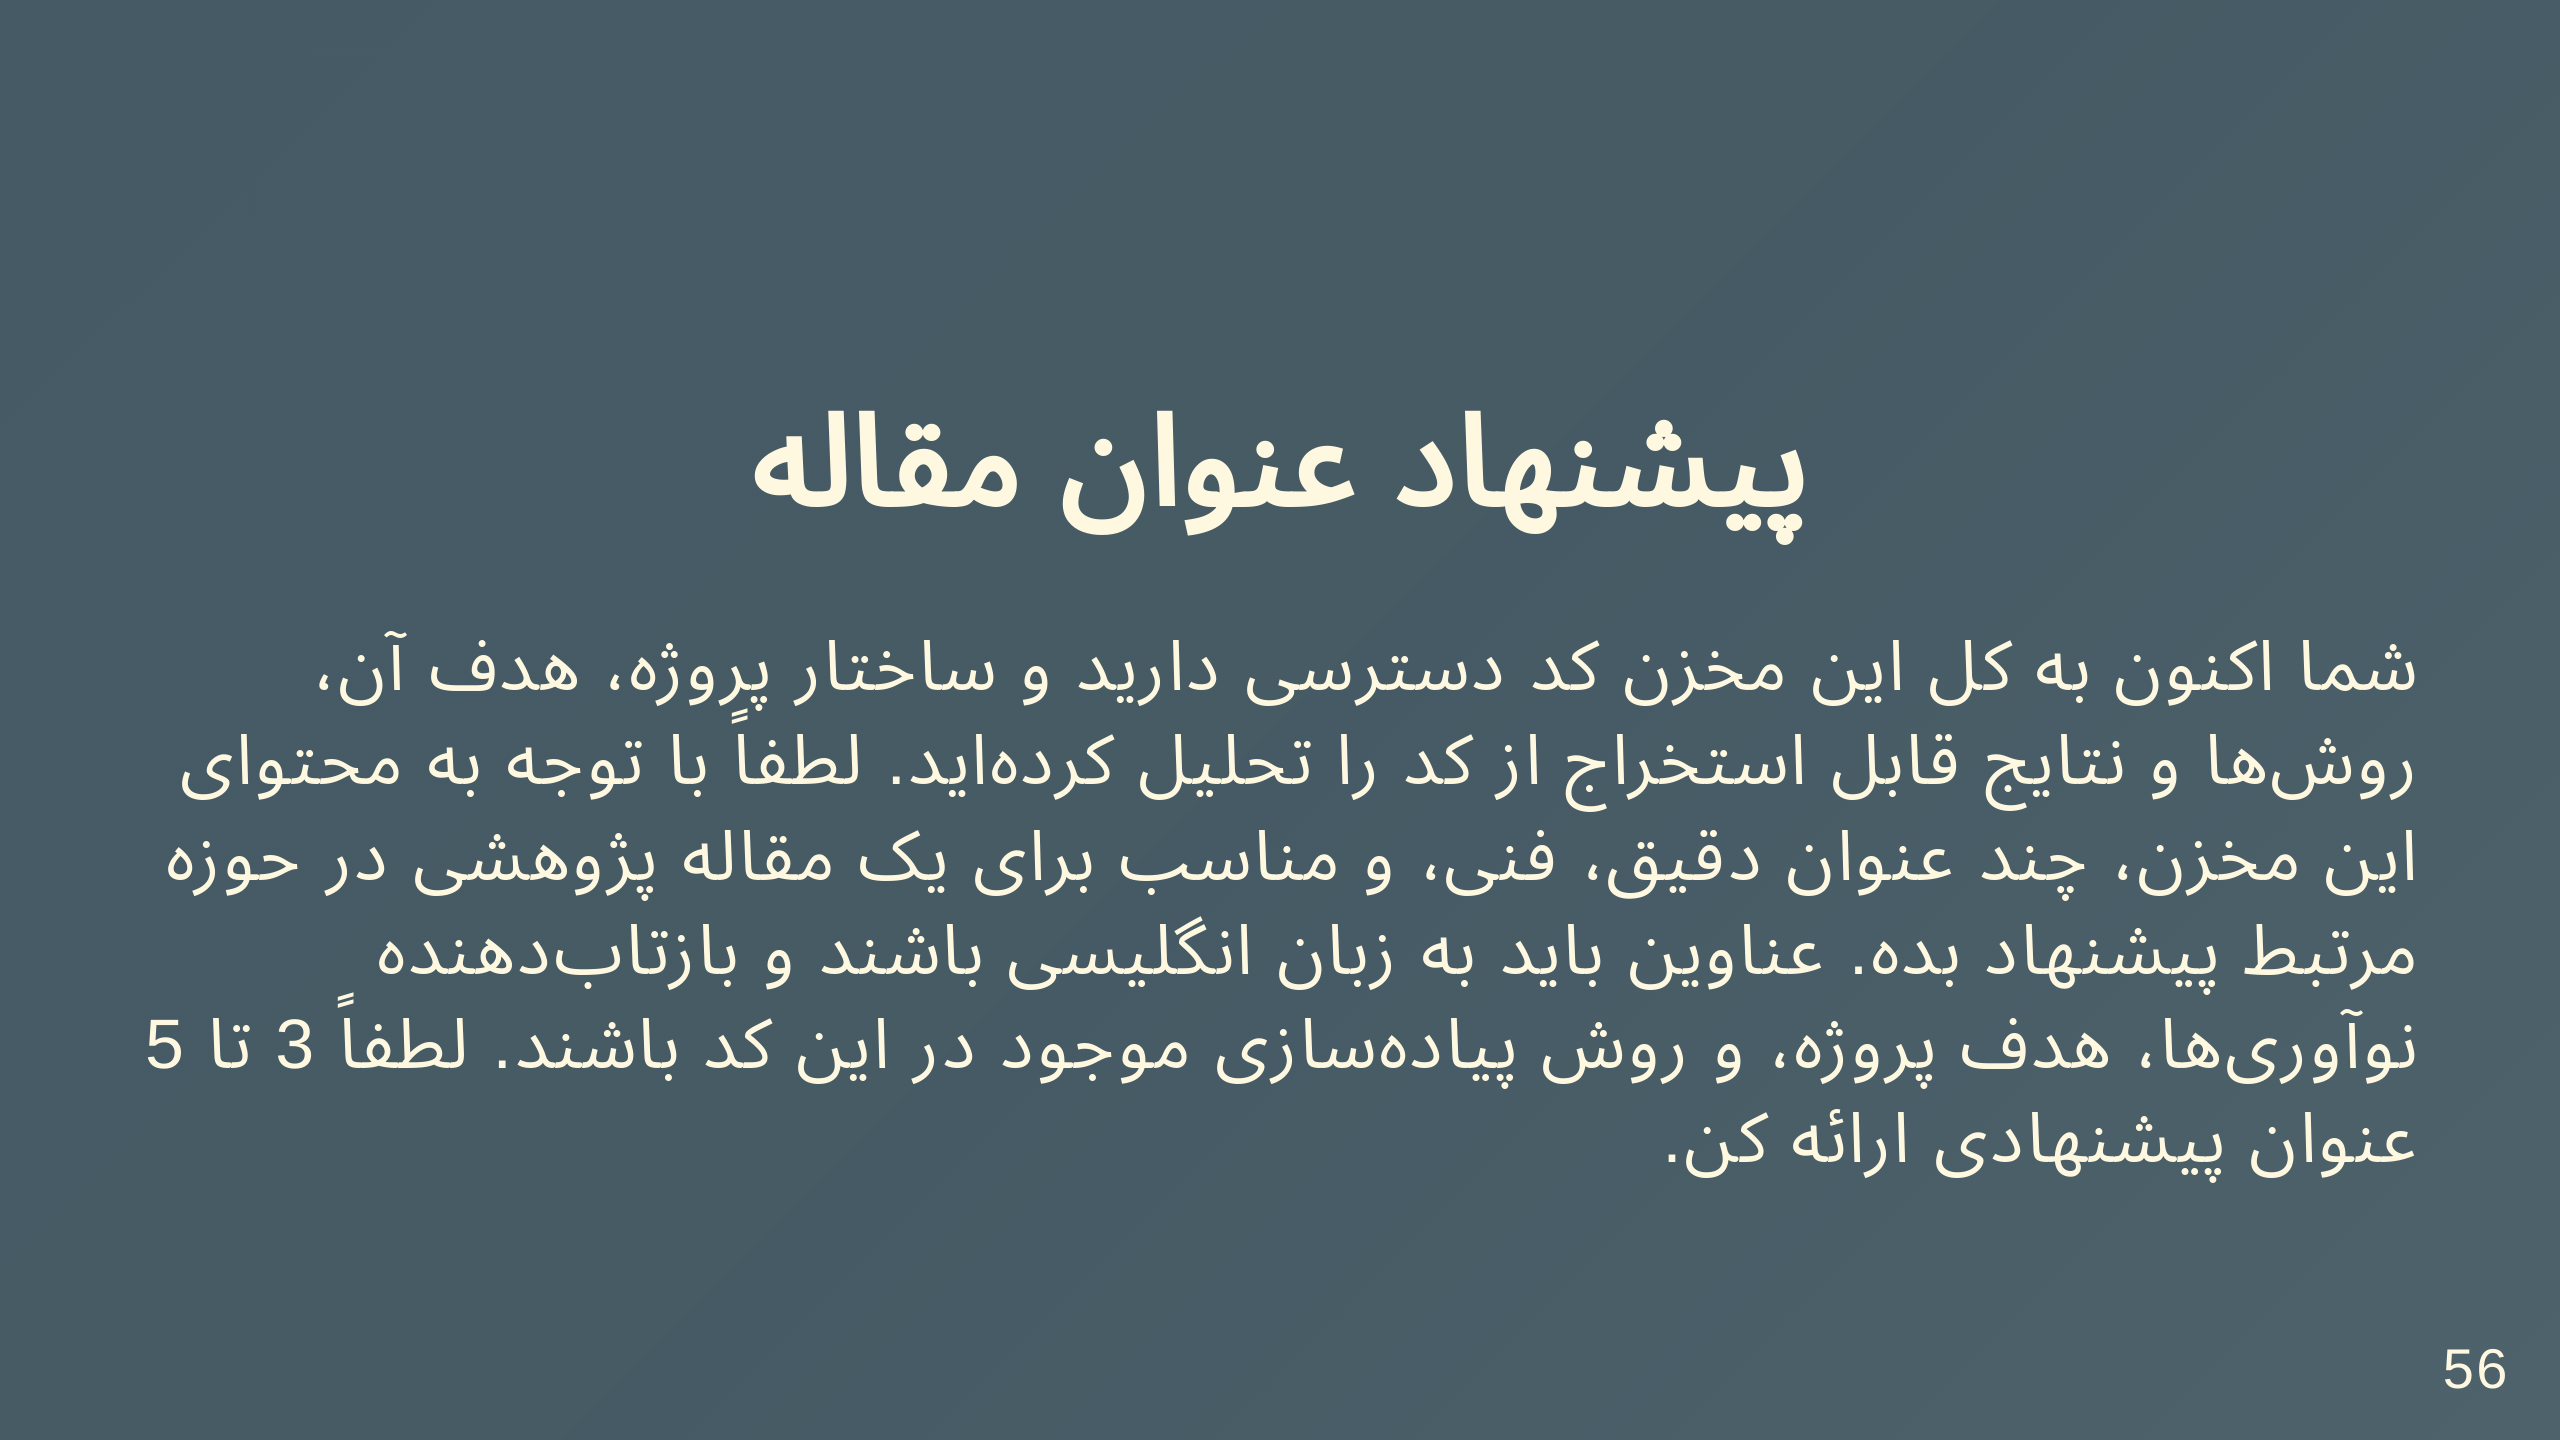 پیشنهاد عنوان مقاله
شما اکنون به کل این مخزن کد دسترسی دارید و ساختار پروژه، هدف آن،
روش‌ها و نتایج قابل استخراج از کد را تحلیل کرده‌اید. لطفاً با توجه به محتوای
این مخزن، چند عنوان دقیق، فنی، و مناسب برای یک مقاله پژوهشی در حوزه
مرتبط پیشنهاد بده. عناوین باید به زبان انگلیسی باشند و بازتاب‌دهنده
نوآوری‌ها، هدف پروژه، و روش پیاده‌سازی موجود در این کد باشند. لطفاً 3 تا 5
عنوان پیشنهادی ارائه کن.
56